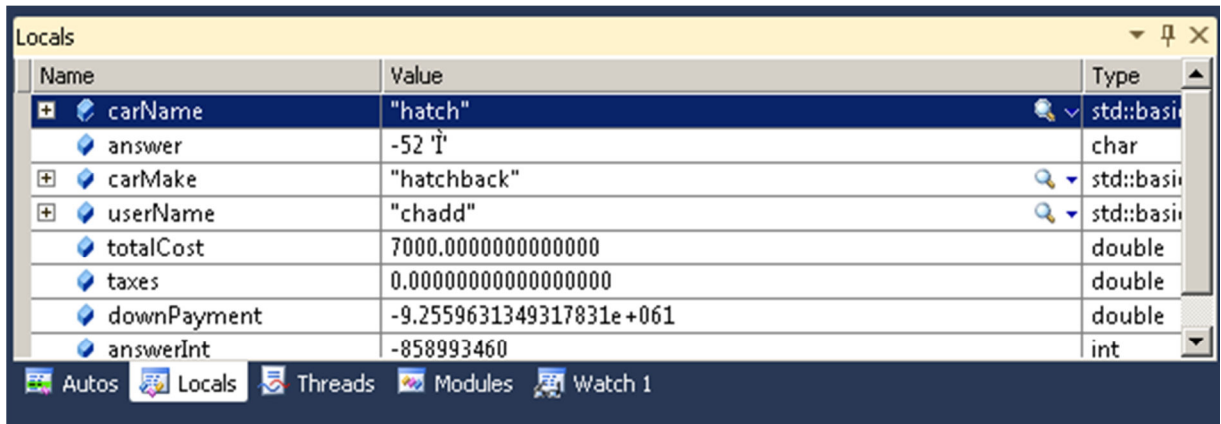 Locals
Name Value Type
carName "hatch" std::basi
answer -52 'Ì' char
carMake "hatchback" std::basi
userName "chadd" std::basi
totalCost 7000.0000000000000 double
taxes 0.00000000000000000 double
downPayment -9.2559631349317831e+061 double
answerInt -858993460 int
Autos Locals Threads Modules Watch 1